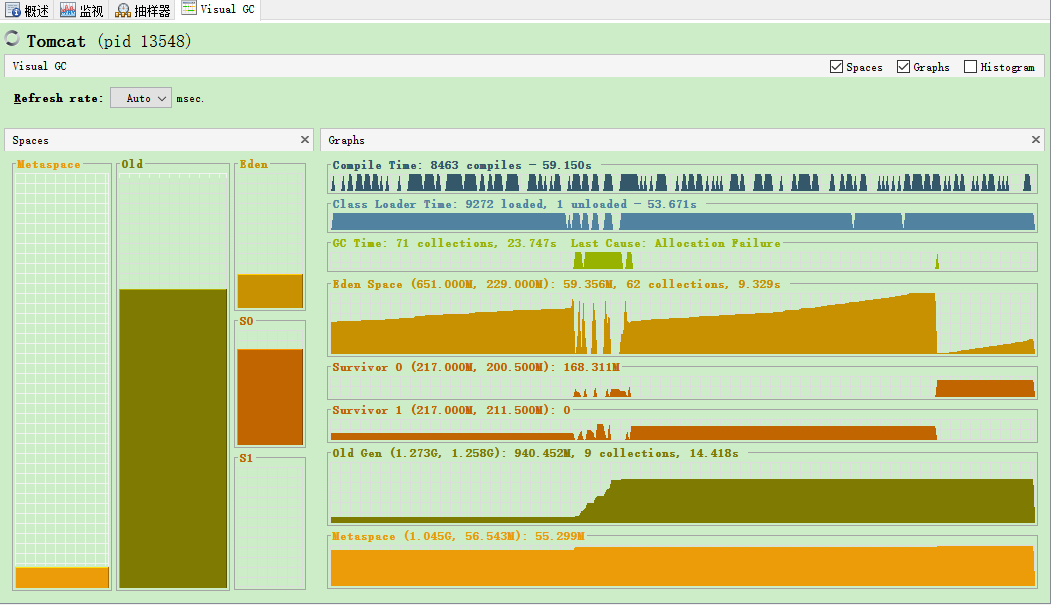 概述 监视 抽样器 Visual GC
Tomcat (pid 13548)
Visual GC
Spaces Graphs Histogram
Refresh rate: Auto msec.
Spaces
Metaspace
Old
Eden
S0
S1
Graphs
Compile Time: 8463 compiles - 59.150s
Class Loader Time: 9272 loaded, 1 unloaded - 53.671s
GC Time: 71 collections, 23.747s Last Cause: Allocation Failure
Eden Space (651.000M, 229.000M): 59.356M, 62 collections, 9.329s
Survivor 0 (217.000M, 200.500M): 168.311M
Survivor 1 (217.000M, 211.500M): 0
Old Gen (1.273G, 1.258G): 940.452M, 9 collections, 14.418s
Metaspace (1.045G, 56.543M): 55.299M